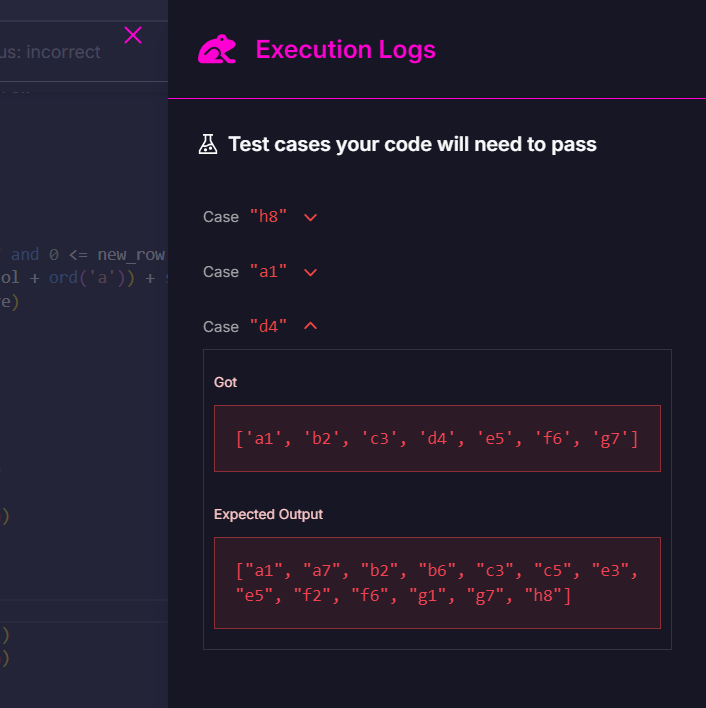 us: incorrect
Execution Logs
Test cases your code will need to pass
Case "h8"
and 0 <= new_row
Case "a1"
ol + ord('a')) +
e)
Case "d4"
Got
['a1', 'b2', 'c3', 'd4', 'e5', 'f6', 'g7']
Expected Output
)
["a1", "a7", "b2", "b6", "c3", "c5", "e3",
"e5", "f2", "f6", "g1", "g7", "h8"]
)
)